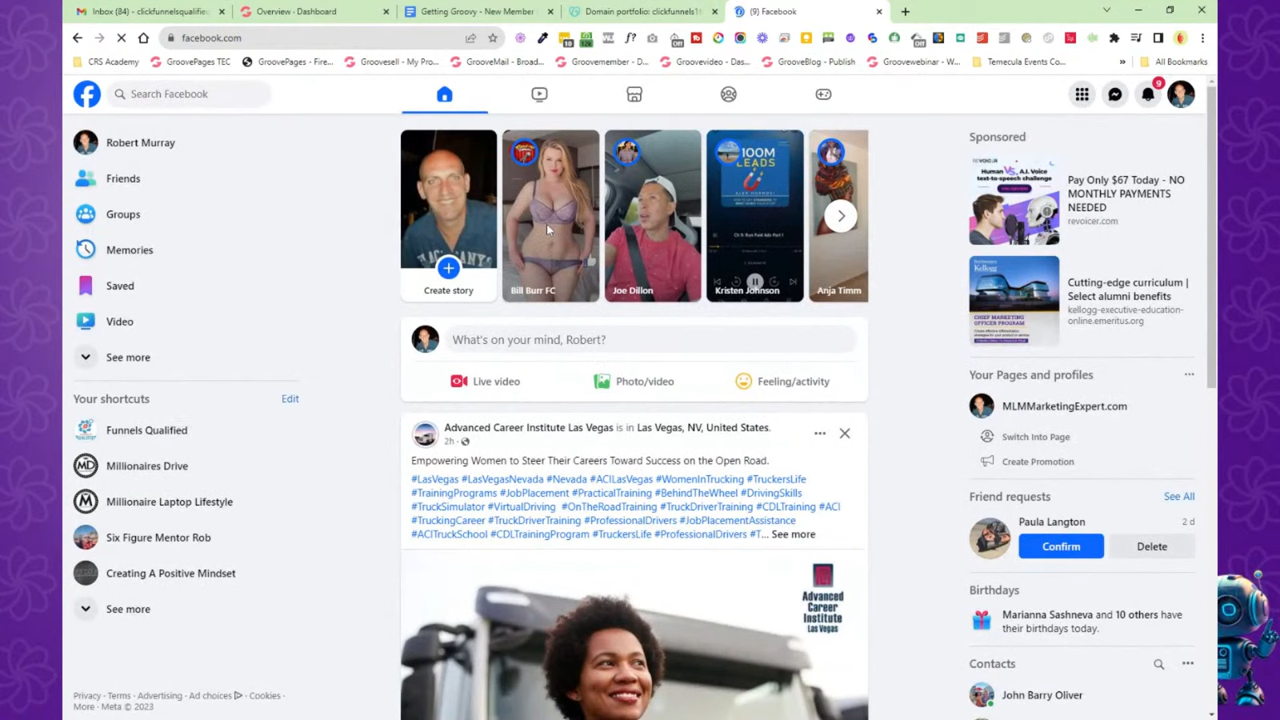 Inbox (84) - clickfunnelsqualifie
Overview - Dashboard
Getting Groovy - New Member
Domain portfolio: clickfunnels1
(9) Facebook
facebook.com
CRS Academy
GroovePages TEC
GroovePages - Fire...
Groovesell - My Pro...
GrooveMail - Broad...
Groovemember - D...
Groovevideo - Das...
GrooveBlog - Publish
Groovewebinar - W...
Temecula Events Co...
»
All Bookmarks
Search Facebook
9
Robert Murray
Friends
Groups
Memories
Saved
Video
See more
Your shortcuts
Edit
Funnels Qualified
Millionaires Drive
Millionaire Laptop Lifestyle
Six Figure Mentor Rob
Creating A Positive Mindset
See more
Privacy · Terms · Advertising · Ad choices · Cookies ·
More · Meta © 2023
Create story
Bill Burr FC
Joe Dillon
100M
LEADS
Kristen Johnson
Anja Timm
What's on your mind, Robert?
Live video
Photo/video
Feeling/activity
Advanced Career Institute Las Vegas is in Las Vegas, NV, United States.
2h ·
Empowering Women to Steer Their Careers Toward Success on the Open Road.
#LasVegas #LasVegasNevada #Nevada #ACILasVegas #WomenInTrucking #TruckersLife
#TrainingPrograms #JobPlacement #PracticalTraining #BehindTheWheel #DrivingSkills
#TruckSimulator #VirtualDriving #OnTheRoadTraining #TruckDriverTraining #CDLTraining #ACI
#TruckingCareer #TruckDriverTraining #ProfessionalDrivers #JobPlacementAssistance
#ACITruckSchool #CDLTrainingProgram #TruckersLife #ProfessionalDrivers #T... See more
Advanced
Career
Institute
Las Vegas
Sponsored
Pay Only $67 Today - NO
MONTHLY PAYMENTS
NEEDED
revoicer.com
Cutting-edge curriculum |
Select alumni benefits
kellogg-executive-education-
online.emeritus.org
Your Pages and profiles
MLMMarketingExpert.com
Switch Into Page
Create Promotion
Friend requests
See All
Paula Langton
2 d
Confirm
Delete
Birthdays
Marianna Sashneva and 10 others have
their birthdays today.
Contacts
John Barry Oliver